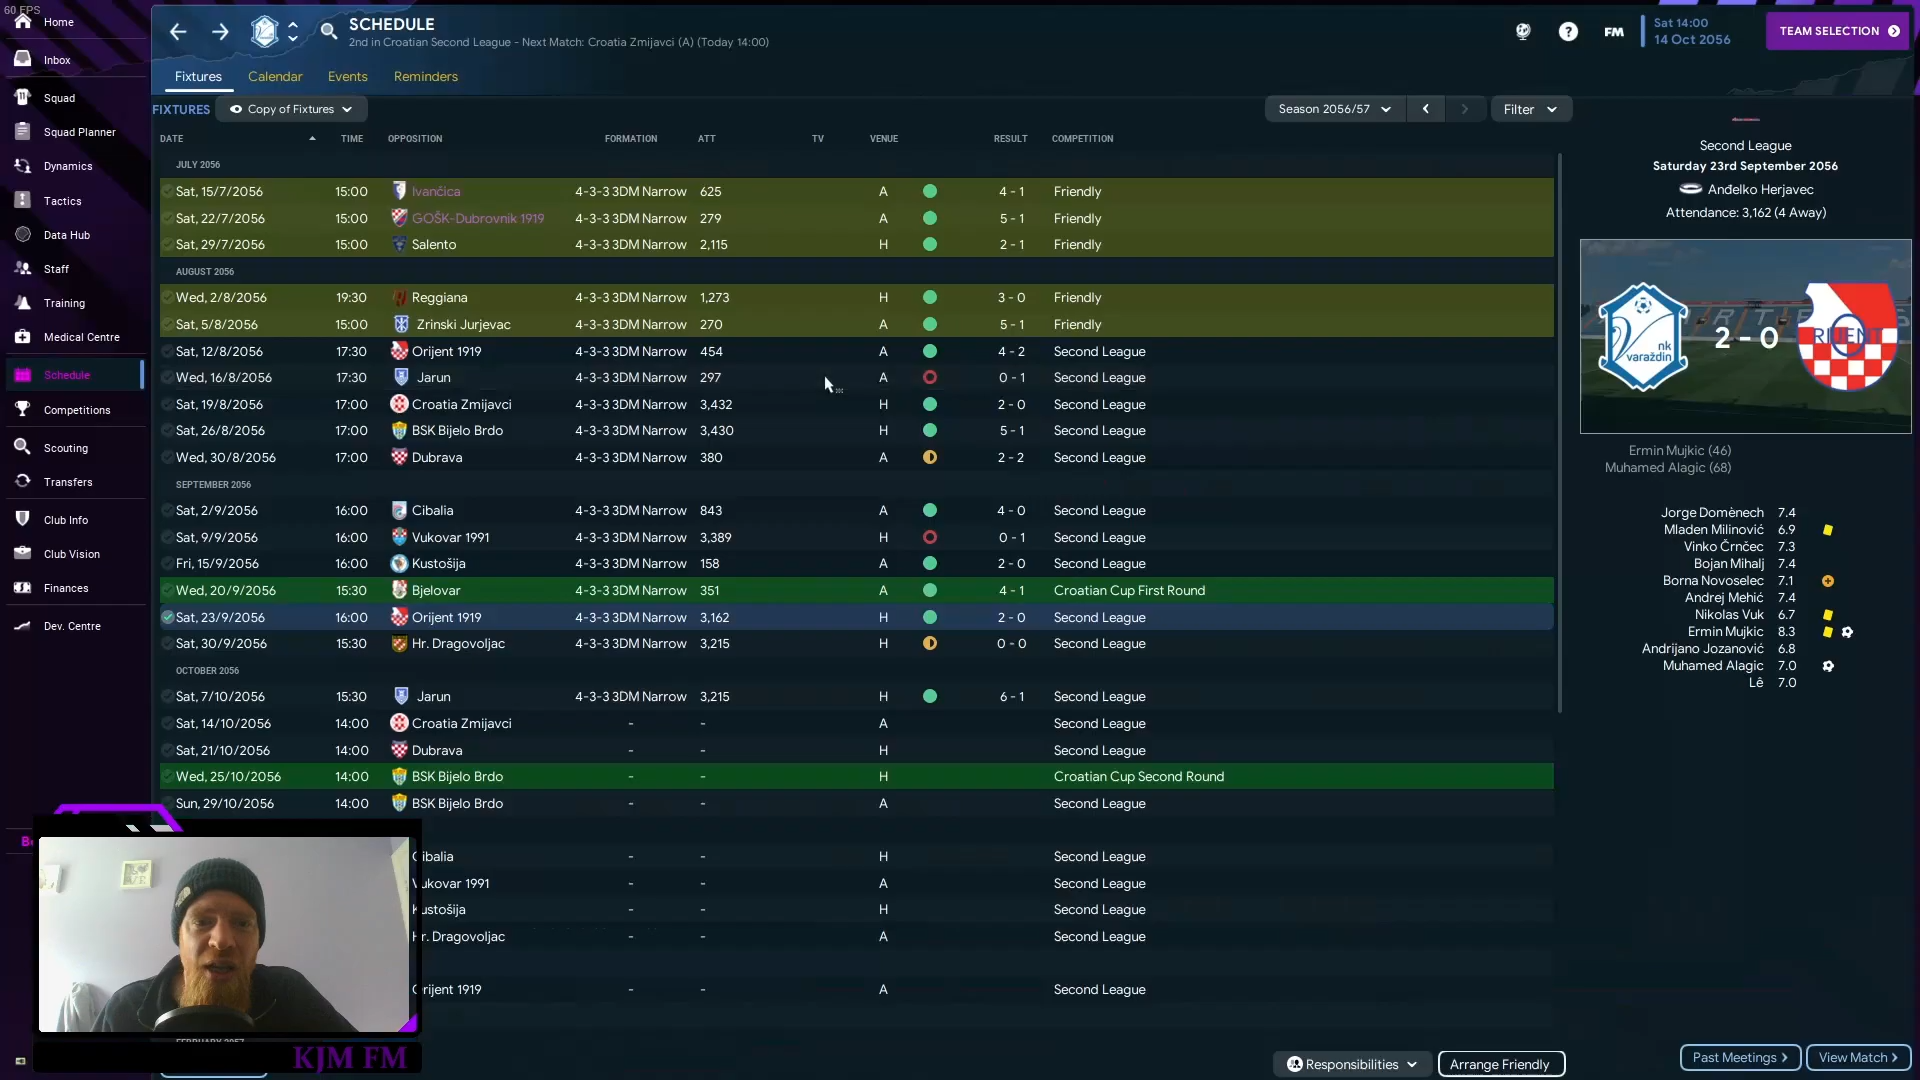 60 FPS
Home
Inbox
Squad
Squad Planner
Dynamics
Tactics
Data Hub
Staff
Training
Medical Centre
Schedule
Competitions
Scouting
Transfers
Club Info
Club Vision
Finances
Dev. Centre
SCHEDULE
2nd in Croatian Second League - Next Match: Croatia Zmijavci (A) (Today 14:00)
FM
Sat 14:00
14 Oct 2056
TEAM SELECTION
Fixtures Calendar Events Reminders
FIXTURES Copy of Fixtures Season 2056/57 Filter
DATE TIME OPPOSITION FORMATION ATT TV VENUE RESULT COMPETITION
JULY 2056
Sat, 15/7/2056 15:00 Ivančica 4-3-3 3DM Narrow 625 A 4 - 1 Friendly
Sat, 22/7/2056 15:00 GOŠK-Dubrovnik 1919 4-3-3 3DM Narrow 279 A 5 - 1 Friendly
Sat, 29/7/2056 15:00 Salento 4-3-3 3DM Narrow 2,115 H 2 - 1 Friendly
AUGUST 2056
Wed, 2/8/2056 19:30 Reggiana 4-3-3 3DM Narrow 1,273 H 3 - 0 Friendly
Sat, 5/8/2056 15:00 Zrinski Jurjevac 4-3-3 3DM Narrow 270 A 5 - 1 Friendly
Sat, 12/8/2056 17:30 Orijent 1919 4-3-3 3DM Narrow 454 A 4 - 2 Second League
Wed, 16/8/2056 17:30 Jarun 4-3-3 3DM Narrow 297 A 0 - 1 Second League
Sat, 19/8/2056 17:00 Croatia Zmijavci 4-3-3 3DM Narrow 3,432 H 2 - 0 Second League
Sat, 26/8/2056 17:00 BSK Bijelo Brdo 4-3-3 3DM Narrow 3,430 H 5 - 1 Second League
Wed, 30/8/2056 17:00 Dubrava 4-3-3 3DM Narrow 380 A 2 - 2 Second League
SEPTEMBER 2056
Sat, 2/9/2056 16:00 Cibalia 4-3-3 3DM Narrow 843 A 4 - 0 Second League
Sat, 9/9/2056 16:00 Vukovar 1991 4-3-3 3DM Narrow 3,389 H 0 - 1 Second League
Fri, 15/9/2056 16:00 Kustošija 4-3-3 3DM Narrow 158 A 2 - 0 Second League
Wed, 20/9/2056 15:30 Bjelovar 4-3-3 3DM Narrow 351 A 4 - 1 Croatian Cup First Round
Sat, 23/9/2056 16:00 Orijent 1919 4-3-3 3DM Narrow 3,162 H 2 - 0 Second League
Sat, 30/9/2056 15:30 Hr. Dragovoljac 4-3-3 3DM Narrow 3,215 H 0 - 0 Second League
OCTOBER 2056
Sat, 7/10/2056 15:30 Jarun 4-3-3 3DM Narrow 3,215 H 6 - 1 Second League
Sat, 14/10/2056 14:00 Croatia Zmijavci - - A Second League
Sat, 21/10/2056 14:00 Dubrava - - H Second League
Wed, 25/10/2056 14:00 BSK Bijelo Brdo - - H Croatian Cup Second Round
Sun, 29/10/2056 14:00 BSK Bijelo Brdo - - A Second League
Cibalia - - H Second League
Vukovar 1991 - - A Second League
Kustošija - - H Second League
Hr. Dragovoljac - - A Second League
Orijent 1919 - - A Second League
KJM FM
Responsibilities Arrange Friendly
Second League
Saturday 23rd September 2056
Anđelko Herjavec
Attendance: 3,162 (4 Away)
nk
varaždin
2 - 0
RIJENT
Ermin Mujkic (46)
Muhamed Alagic (68)
Jorge Domènech 7.4
Mladen Milinović 6.9
Vinko Črnčec 7.3
Bojan Mihalj 7.4
Borna Novoselec 7.1
Andrej Mehić 7.4
Nikolas Vuk 6.7
Ermin Mujkic 8.3
Andrijano Jozanović 6.8
Muhamed Alagic 7.0
Lê 7.0
Past Meetings View Match